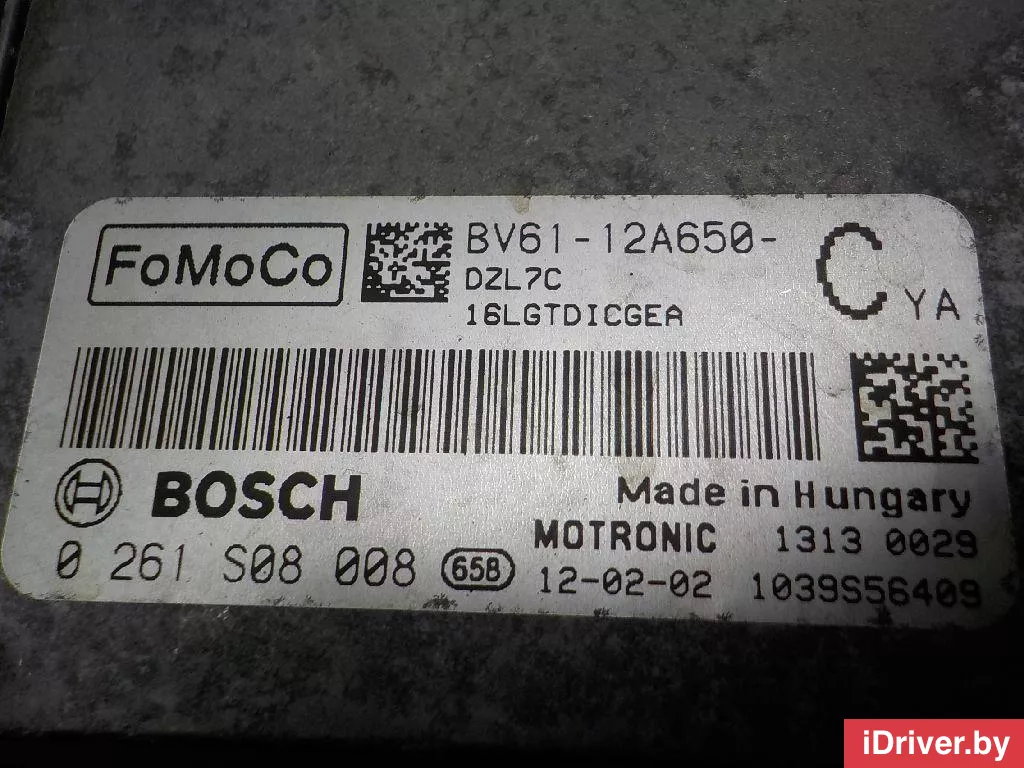 FoMoCo
BV61-12A650-
DZL7C
16LGTDICGEA
C YA
BOSCH
Made in Hungary
MOTRONIC 1313 0029
0 261 S08 008 658 12-02-02 1039S56409
iDriver.by